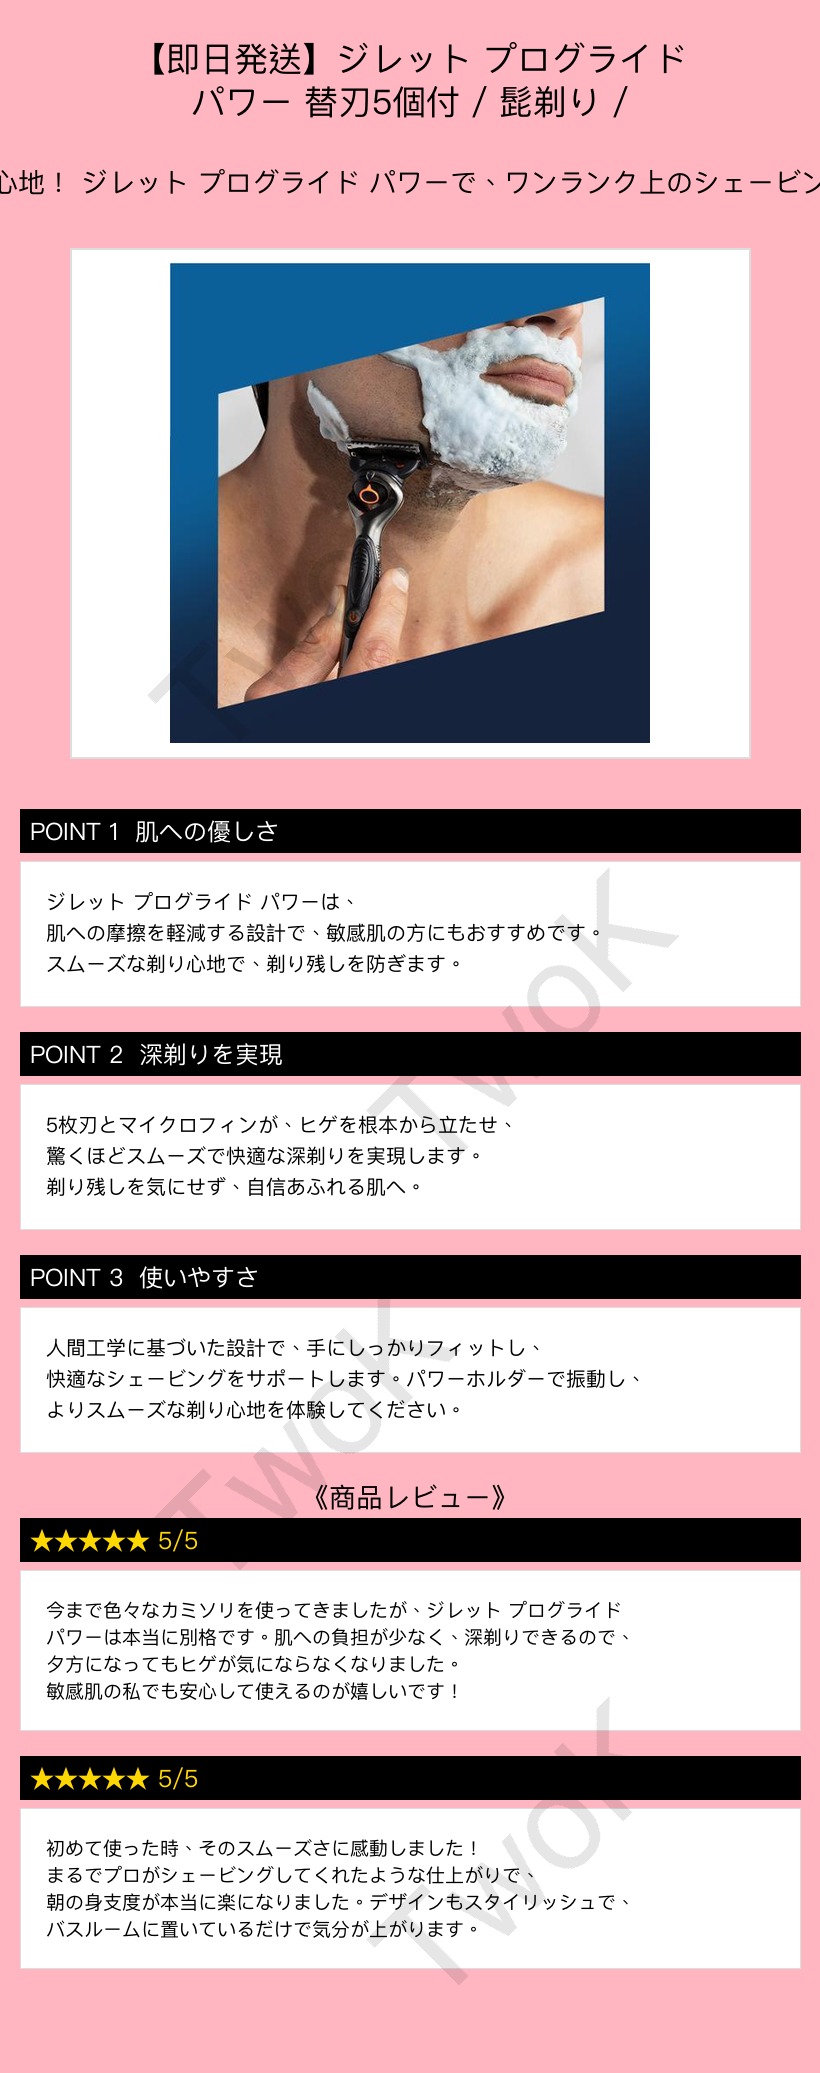 【即日発送】ジレット プログライド
パワー 替刃5個付 / 髭剃り /
心地！ ジレット プログライド パワーで、ワンランク上のシェービン
POINT 1 肌への優しさ
ジレット プログライド パワーは、
肌への摩擦を軽減する設計で、敏感肌の方にもおすすめです。
スムーズな剃り心地で、剃り残しを防ぎます。
POINT 2 深剃りを実現
5枚刃とマイクロフィンが、ヒゲを根本から立たせ、
驚くほどスムーズで快適な深剃りを実現します。
剃り残しを気にせず、自信あふれる肌へ。
POINT 3 使いやすさ
人間工学に基づいた設計で、手にしっかりフィットし、
快適なシェービングをサポートします。パワーホルダーで振動し、
よりスムーズな剃り心地を体験してください。
《商品レビュー》
★★★★★ 5/5
今まで色々なカミソリを使ってきましたが、ジレット プログライド
パワーは本当に別格です。肌への負担が少なく、深剃りできるので、
夕方になってもヒゲが気にならなくなりました。
敏感肌の私でも安心して使えるのが嬉しいです！
★★★★★ 5/5
初めて使った時、そのスムーズさに感動しました！
まるでプロがシェービングしてくれたような仕上がりで、
朝の身支度が本当に楽になりました。デザインもスタイリッシュで、
バスルームに置いているだけで気分が上がります。
TwoK
TwoK
TwoK
TwoK